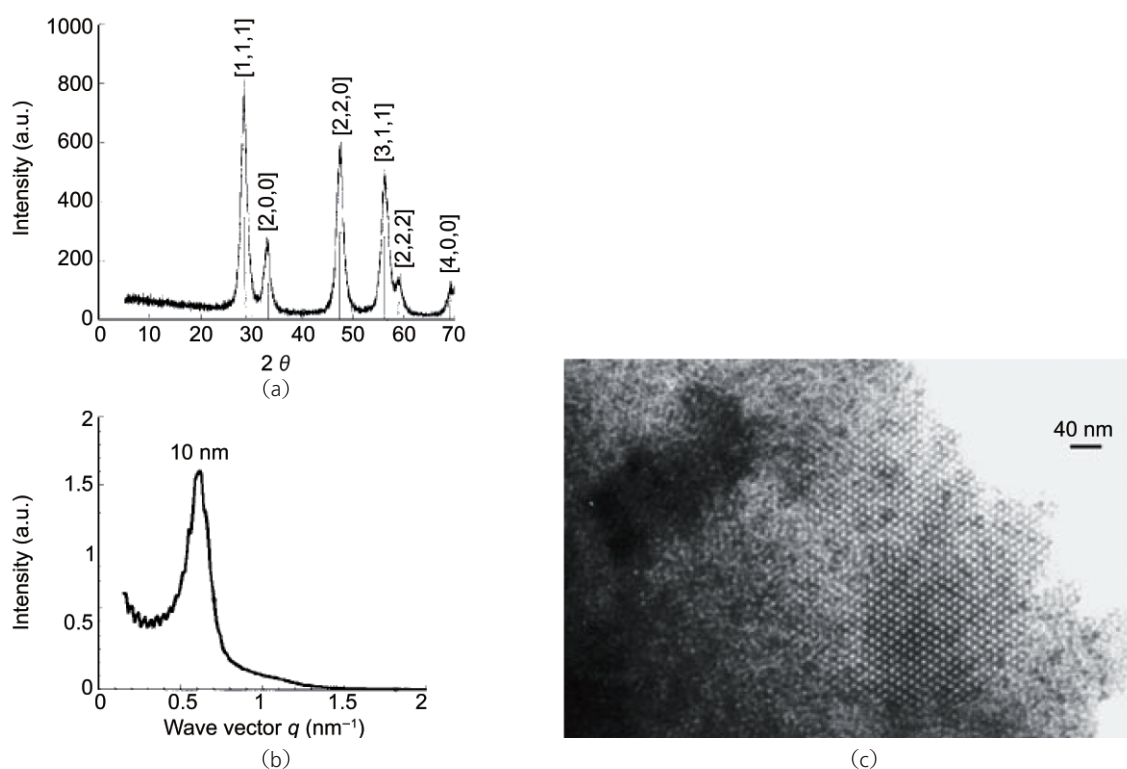 1000
800
600
400
200
0
Intensity (a.u.)
[1,1,1]
[2,0,0]
[2,2,0]
[3,1,1]
[2,2,2]
[4,0,0]
0 10 20 30 40 50 60 70
2 θ
(a)
2
1.5
1
0.5
0
Intensity (a.u.)
10 nm
0 0.5 1 1.5 2
Wave vector q (nm⁻¹)
(b)
40 nm
(c)